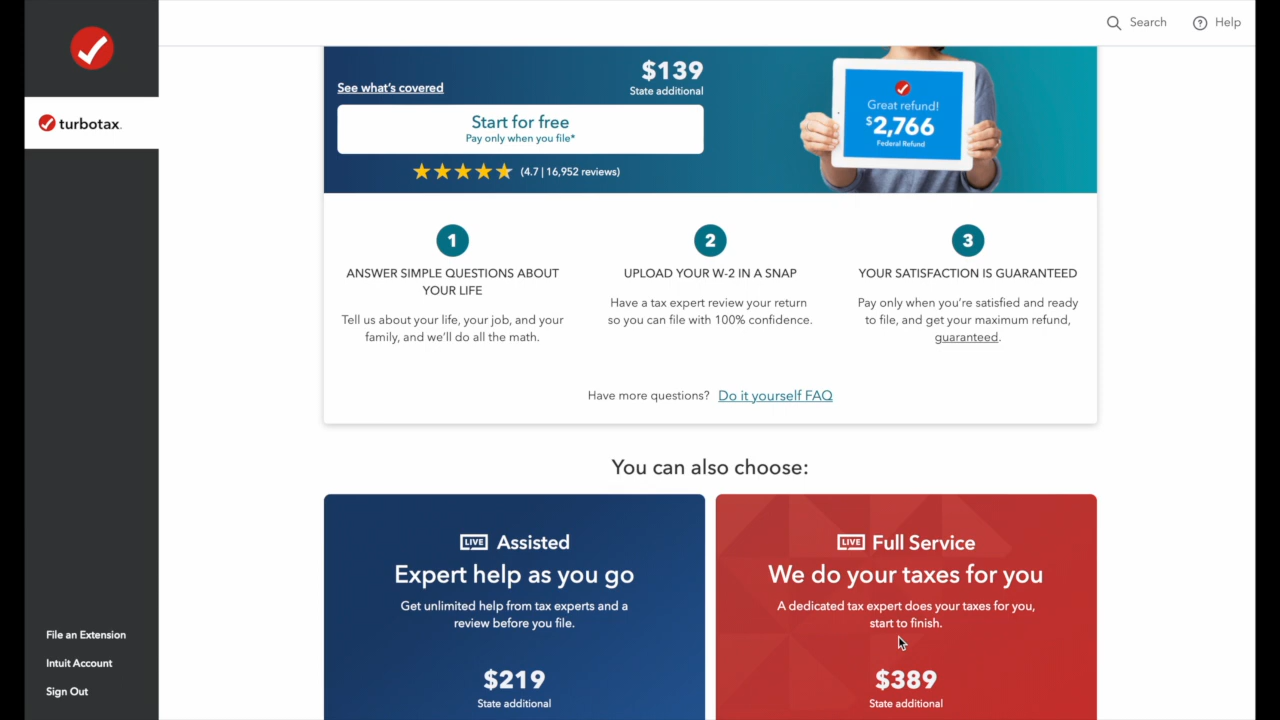 Search
Help
turbotax.
See what's covered
$139
State additional
Start for free
Pay only when you file*
(4.7 | 16,952 reviews)
Great refund!
$2,766
Federal Refund
1
ANSWER SIMPLE QUESTIONS ABOUT
YOUR LIFE
Tell us about your life, your job, and your
family, and we'll do all the math.
2
UPLOAD YOUR W-2 IN A SNAP
Have a tax expert review your return
so you can file with 100% confidence.
3
YOUR SATISFACTION IS GUARANTEED
Pay only when you're satisfied and ready
to file, and get your maximum refund,
guaranteed.
Have more questions? Do it yourself FAQ
You can also choose:
LIVE Assisted
Expert help as you go
Get unlimited help from tax experts and a
review before you file.
$219
State additional
LIVE Full Service
We do your taxes for you
A dedicated tax expert does your taxes for you,
start to finish.
$389
State additional
File an Extension
Intuit Account
Sign Out